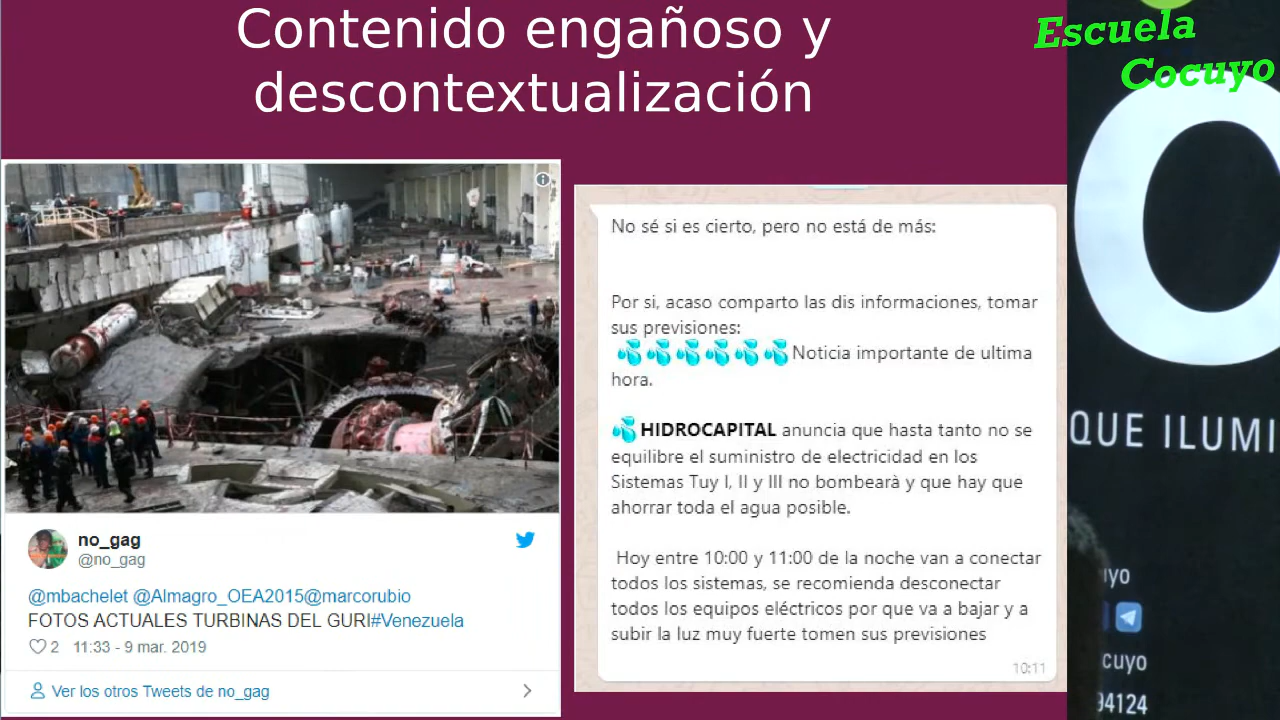 Contenido engañoso y
descontextualización
Escuela
Cocuyo
no_gag
@no_gag
@mbachelet @Almagro_OEA2015@marcorubio
FOTOS ACTUALES TURBINAS DEL GURI#Venezuela
2 11:33 - 9 mar. 2019
Ver los otros Tweets de no_gag
No sé si es cierto, pero no está de más:
Por si, acaso comparto las dis informaciones, tomar
sus previsiones:
💦💦💦💦💦💦Noticia importante de ultima
hora.
💦HIDROCAPITAL anuncia que hasta tanto no se
equilibre el suministro de electricidad en los
Sistemas Tuy I, II y III no bombearà y que hay que
ahorrar toda el agua posible.
Hoy entre 10:00 y 11:00 de la noche van a conectar
todos los sistemas, se recomienda desconectar
todos los equipos eléctricos por que va a bajar y a
subir la luz muy fuerte tomen sus previsiones
10:11
O
QUE ILUMI
uyo
cuyo
94124